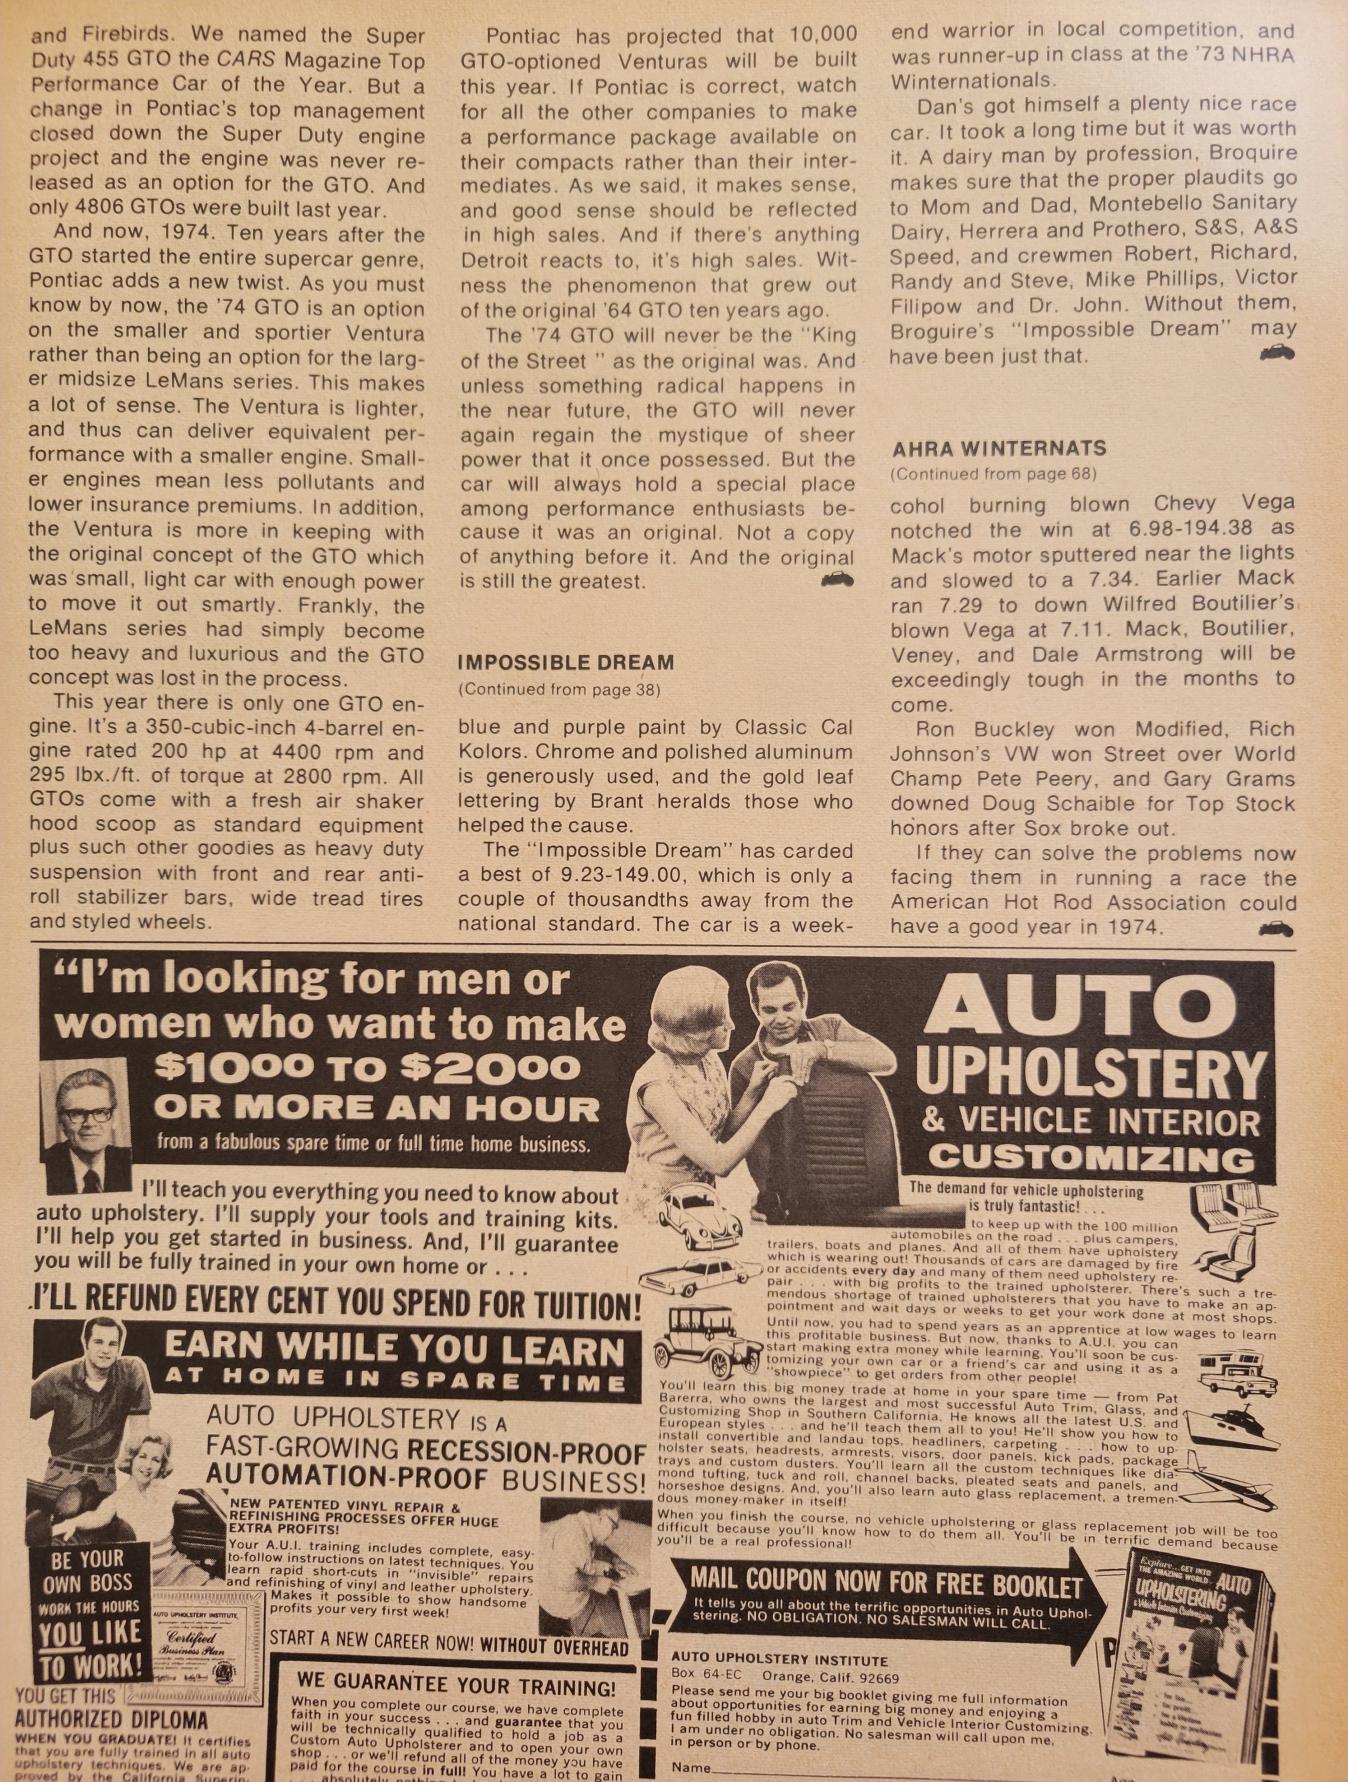 and Firebirds. We named the Super
Duty 455 GTO the CARS Magazine Top
Performance Car of the Year. But a
change in Pontiac's top management
closed down the Super Duty engine
project and the engine was never re-
leased as an option for the GTO. And
only 4806 GTOs were built last year.
And now, 1974. Ten years after the
GTO started the entire supercar genre,
Pontiac adds a new twist. As you must
know by now, the '74 GTO is an option
on the smaller and sportier Ventura
rather than being an option for the larg-
er midsize LeMans series. This makes
a lot of sense. The Ventura is lighter,
and thus can deliver equivalent per-
formance with a smaller engine. Small-
er engines mean less pollutants and
lower insurance premiums. In addition,
the Ventura is more in keeping with
the original concept of the GTO which
was small, light car with enough power
to move it out smartly. Frankly, the
LeMans series had simply become
too heavy and luxurious and the GTO
concept was lost in the process.
This year there is only one GTO en-
gine. It's a 350-cubic-inch 4-barrel en-
gine rated 200 hp at 4400 rpm and
295 lbx./ft. of torque at 2800 rpm. All
GTOs come with a fresh air shaker
hood scoop as standard equipment
plus such other goodies as heavy duty
suspension with front and rear anti-
roll stabilizer bars, wide tread tires
and styled wheels.
Pontiac has projected that 10,000
GTO-optioned Venturas will be built
this year. If Pontiac is correct, watch
for all the other companies to make
a performance package available on
their compacts rather than their inter-
mediates. As we said, it makes sense,
and good sense should be reflected
in high sales. And if there's anything
Detroit reacts to, it's high sales. Wit-
ness the phenomenon that grew out
of the original '64 GTO ten years ago.
The '74 GTO will never be the "King
of the Street " as the original was. And
unless something radical happens in
the near future, the GTO will never
again regain the mystique of sheer
power that it once possessed. But the
car will always hold a special place
among performance enthusiasts be-
cause it was an original. Not a copy
of anything before it. And the original
is still the greatest.
IMPOSSIBLE DREAM
(Continued from page 38)
blue and purple paint by Classic Cal
Kolors. Chrome and polished aluminum
is generously used, and the gold leaf
lettering by Brant heralds those who
helped the cause.
The "Impossible Dream" has carded
a best of 9.23-149.00, which is only a
couple of thousandths away from the
national standard. The car is a week-
end warrior in local competition, and
was runner-up in class at the '73 NHRA
Winternationals.
Dan's got himself a plenty nice race
car. It took a long time but it was worth
it. A dairy man by profession, Broquire
makes sure that the proper plaudits go
to Mom and Dad, Montebello Sanitary
Dairy, Herrera and Prothero, S&S, A&S
Speed, and crewmen Robert, Richard,
Randy and Steve, Mike Phillips, Victor
Filipow and Dr. John. Without them,
Broguire's "Impossible Dream" may
have been just that.
AHRA WINTERNATS
(Continued from page 68)
cohol burning blown Chevy Vega
notched the win at 6.98-194.38 as
Mack's motor sputtered near the lights
and slowed to a 7.34. Earlier Mack
ran 7.29 to down Wilfred Boutilier's
blown Vega at 7.11. Mack, Boutilier,
Veney, and Dale Armstrong will be
exceedingly tough in the months to
come.
Ron Buckley won Modified, Rich
Johnson's VW won Street over World
Champ Pete Peery, and Gary Grams
downed Doug Schaible for Top Stock
honors after Sox broke out.
If they can solve the problems now
facing them in running a race the
American Hot Rod Association could
have a good year in 1974.
"I'm looking for men or
women who want to make
$1000 TO $2000
OR MORE AN HOUR
from a fabulous spare time or full time home business.
I'll teach you everything you need to know about
auto upholstery. I'll supply your tools and training kits.
I'll help you get started in business. And, I'll guarantee
you will be fully trained in your own home or . . .
I'LL REFUND EVERY CENT YOU SPEND FOR TUITION!
EARN WHILE YOU LEARN
AT HOME IN SPARE TIME
AUTO UPHOLSTERY IS A
FAST-GROWING RECESSION-PROOF
AUTOMATION-PROOF BUSINESS!
NEW PATENTED VINYL REPAIR &
REFINISHING PROCESSES OFFER HUGE
EXTRA PROFITS!
Your A.U.I. training includes complete, easy-
to-follow instructions on latest techniques. You
learn rapid short-cuts in "invisible" repairs
and refinishing of vinyl and leather upholstery.
Makes it possible to show handsome
profits your very first week!
START A NEW CAREER NOW! WITHOUT OVERHEAD
BE YOUR
OWN BOSS
WORK THE HOURS
YOU LIKE
TO WORK!
AUTO UPHOLSTERY INSTITUTE
Certified
Business Plan
YOU GET THIS
AUTHORIZED DIPLOMA
WHEN YOU GRADUATE! It certifies
that you are fully trained in all auto
upholstery techniques. We are ap-
proved by the California Superin-
WE GUARANTEE YOUR TRAINING!
When you complete our course, we have complete
faith in your success . . . and guarantee that you
will be technically qualified to hold a job as a
Custom Auto Upholsterer and to open your own
shop . . . or we'll refund all of the money you have
paid for the course in full! You have a lot to gain
absolutely nothing
AUTO
UPHOLSTERY
& VEHICLE INTERIOR
CUSTOMIZING
The demand for vehicle upholstering
is truly fantastic! . . .
to keep up with the 100 million
automobiles on the road . . . plus campers,
trailers, boats and planes. And all of them have upholstery
which is wearing out! Thousands of cars are damaged by fire
or accidents every day and many of them need upholstery re-
pair . . . with big profits to the trained upholsterer. There's such a tre-
mendous shortage of trained upholsterers that you have to make an ap-
pointment and wait days or weeks to get your work done at most shops.
Until now, you had to spend years as an apprentice at low wages to learn
this profitable business. But now, thanks to A.U.I. you can
start making extra money while learning. You'll soon be cus-
tomizing your own car or a friend's car and using it as a
"showpiece" to get orders from other people!
You'll learn this big money trade at home in your spare time — from Pat
Barerra, who owns the largest and most successful Auto Trim, Glass, and
Customizing Shop in Southern California. He knows all the latest U.S. and
European styles . . . and he'll teach them all to you! He'll show you how to
install convertible and landau tops, headliners, carpeting . . . how to up-
holster seats, headrests, armrests, visors, door panels, kick pads, package
trays and custom dusters. You'll learn all the custom techniques like dia-
mond tufting, tuck and roll, channel backs, pleated seats and panels, and
horseshoe designs. And, you'll also learn auto glass replacement, a tremen-
dous money-maker in itself!
When you finish the course, no vehicle upholstering or glass replacement job will be too
difficult because you'll know how to do them all. You'll be in terrific demand because
you'll be a real professional!
MAIL COUPON NOW FOR FREE BOOKLET
It tells you all about the terrific opportunities in Auto Uphol-
stering. NO OBLIGATION. NO SALESMAN WILL CALL.
Explore... GET INTO
THE AMAZING WORLD
AUTO
UPHOLSTERING
& Vehicle Interior Customizing
AUTO UPHOLSTERY INSTITUTE
Box 64-EC Orange, Calif. 92669
Please send me your big booklet giving me full information
about opportunities for earning big money and enjoying a
fun filled hobby in auto Trim and Vehicle Interior Customizing.
I am under no obligation. No salesman will call upon me,
in person or by phone.
Name